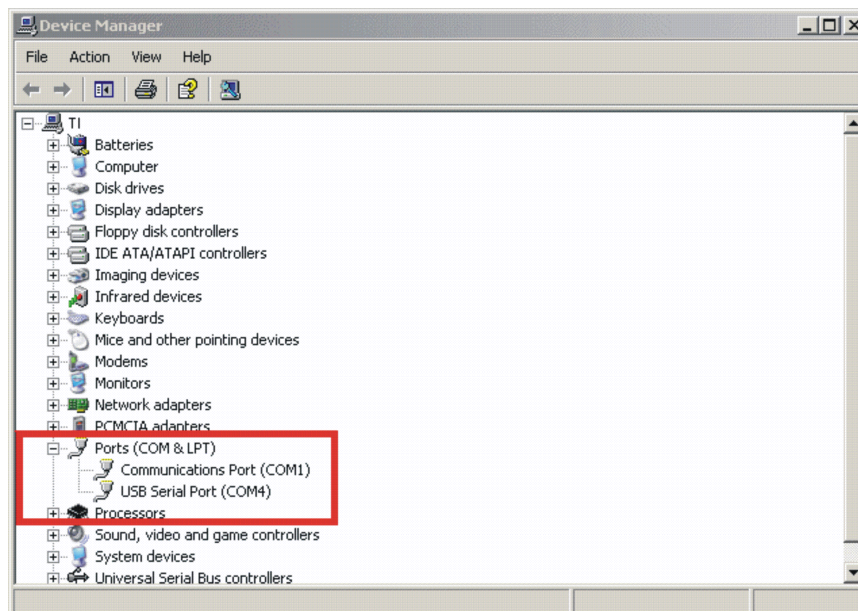 Device Manager
File Action View Help
TI
Batteries
Computer
Disk drives
Display adapters
Floppy disk controllers
IDE ATA/ATAPI controllers
Imaging devices
Infrared devices
Keyboards
Mice and other pointing devices
Modems
Monitors
Network adapters
PCMCIA adapters
Ports (COM & LPT)
Communications Port (COM1)
USB Serial Port (COM4)
Processors
Sound, video and game controllers
System devices
Universal Serial Bus controllers